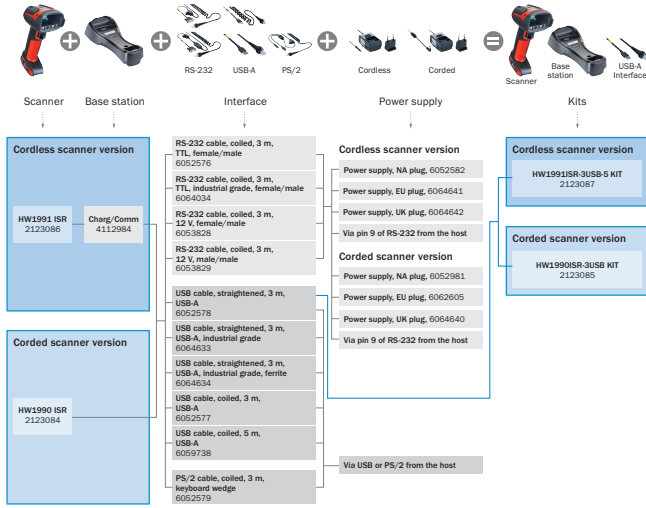 RS-232
USB-A
PS/2
Cordless
Corded
Scanner
Base
station
USB-A
Interface
Scanner
Base station
Interface
Power supply
Kits
Cordless scanner version
HW1991 ISR
2123086
Charg/Comm
4112984
Corded scanner version
HW1990 ISR
2123084
RS-232 cable, coiled, 3 m,
TTL, female/male
6052576
RS-232 cable, coiled, 3 m,
TTL, industrial grade, female/male
6064034
RS-232 cable, coiled, 3 m,
12 V, female/male
6053828
RS-232 cable, coiled, 3 m,
12 V, male/male
6053829
USB cable, straightened, 3 m,
USB-A
6052578
USB cable, straightened, 3 m,
USB-A, industrial grade
6064633
USB cable, straightened, 3 m,
USB-A, industrial grade, ferrite
6064634
USB cable, coiled, 3 m,
USB-A
6052577
USB cable, coiled, 5 m,
USB-A
6059738
PS/2 cable, coiled, 3 m,
keyboard wedge
6052579
Cordless scanner version
Power supply, NA plug, 6052582
Power supply, EU plug, 6064641
Power supply, UK plug, 6064642
Via pin 9 of RS-232 from the host
Corded scanner version
Power supply, NA plug, 6052981
Power supply, EU plug, 6062605
Power supply, UK plug, 6064640
Via pin 9 of RS-232 from the host
Via USB or PS/2 from the host
Cordless scanner version
HW1991ISR-3USB-5 KIT
2123087
Corded scanner version
HW1990ISR-3USB KIT
2123085